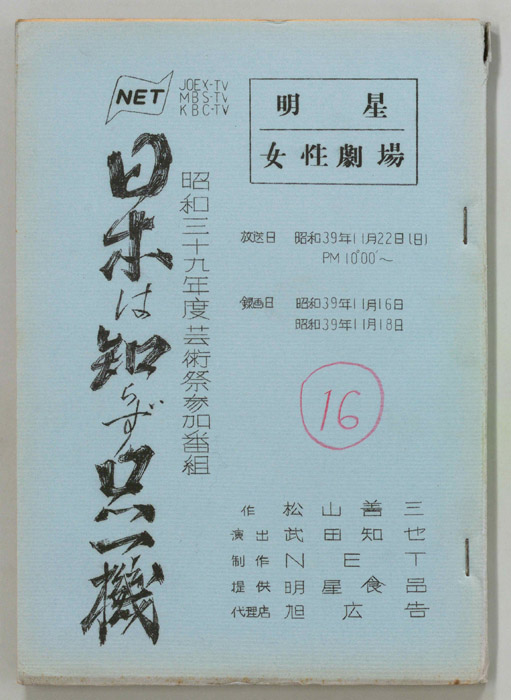 NET
JOEX-TV
MBS-TV
KBC-TV
明星
女性劇場
日本は知らず只一機
昭和三十九年度芸術祭参加番組
放送日 昭和39年11月22日(日)
PM 10°00'～
録画日 昭和39年11月16日
昭和39年11月18日
16
作 松山善三
演出 武田知也
制作 NET
提供 明星食品
代理店 旭広告